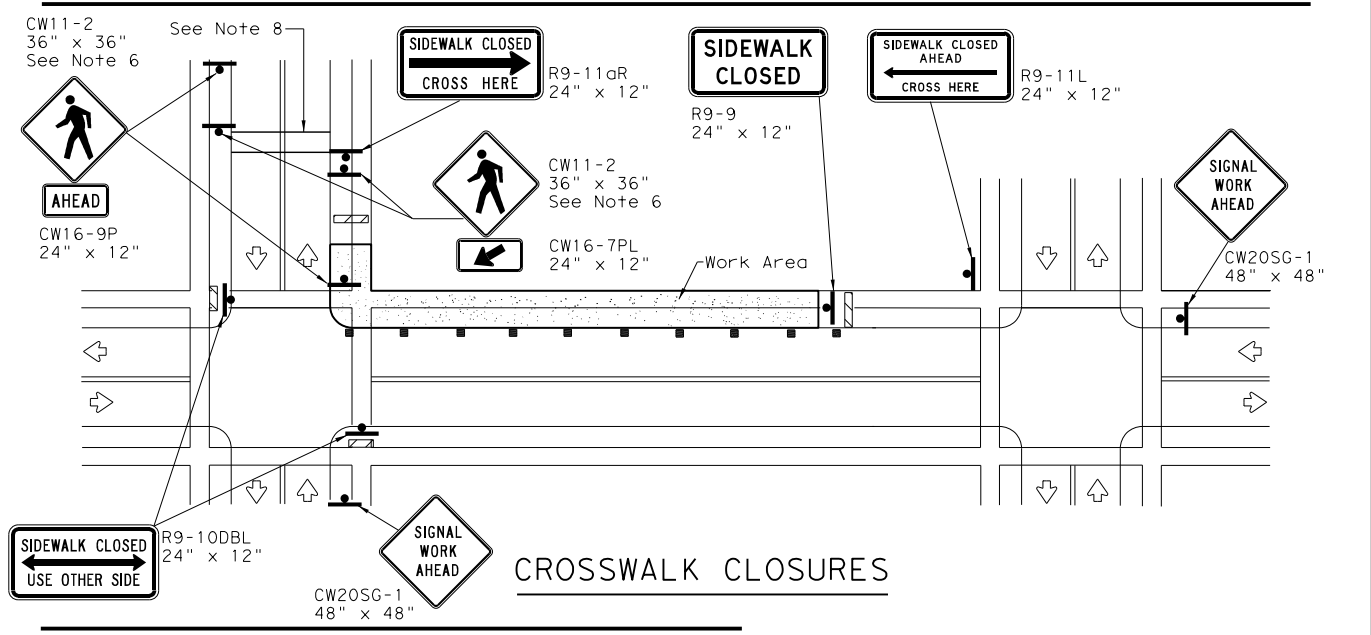 CW11-2
36" x 36"
See Note 6
See Note 8
SIDEWALK CLOSED
CROSS HERE
R9-11aR
24" x 12"
SIDEWALK
CLOSED
R9-9
24" x 12"
SIDEWALK CLOSED
AHEAD
CROSS HERE
R9-11L
24" x 12"
AHEAD
CW16-9P
24" x 12"
CW11-2
36" x 36"
See Note 6
CW16-7PL
24" x 12"
Work Area
SIGNAL
WORK
AHEAD
CW20SG-1
48" x 48"
SIDEWALK CLOSED
USE OTHER SIDE
R9-10DBL
24" x 12"
SIGNAL
WORK
AHEAD
CW20SG-1
48" x 48"
CROSSWALK CLOSURES